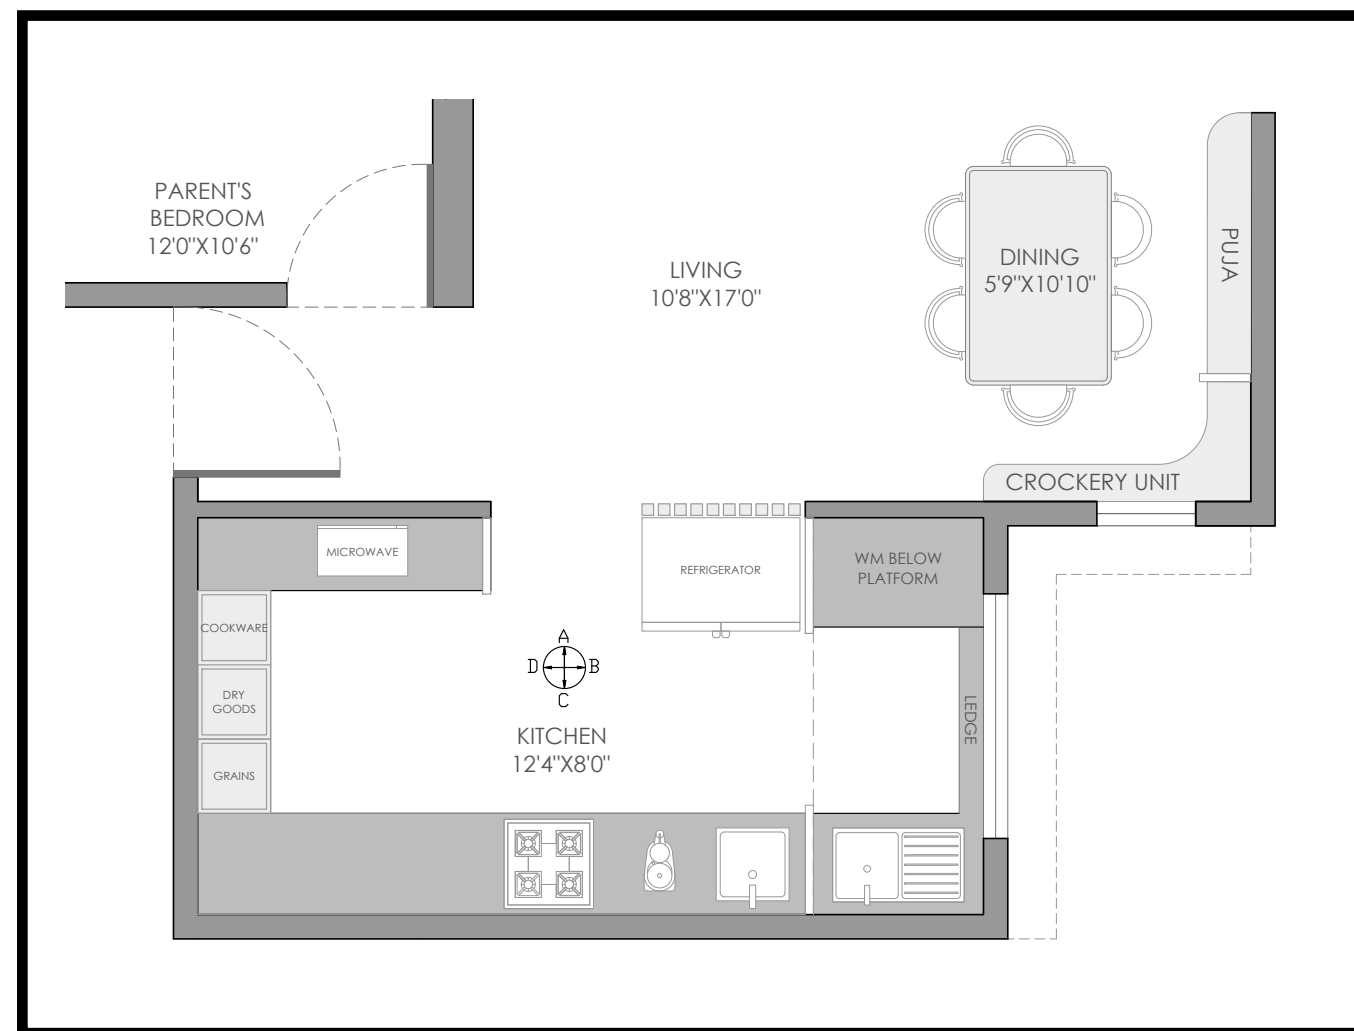 PARENT'S
BEDROOM
12'0"X10'6"
LIVING
10'8"X17'0"
DINING
5'9"X10'10"
PUJA
CROCKERY UNIT
MICROWAVE
REFRIGERATOR
WM BELOW
PLATFORM
COOKWARE
DRY
GOODS
GRAINS
A
D
B
C
KITCHEN
12'4"X8'0"
LEDGE